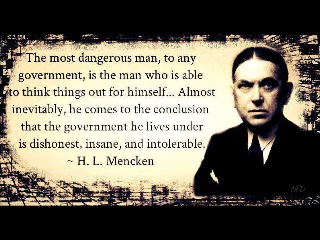 The most dangerous man, to any
government, is the man who is able
to think things out for himself... Almost
inevitably, he comes to the conclusion
that the government he lives under
is dishonest, insane, and intolerable.
~ H. L. Mencken